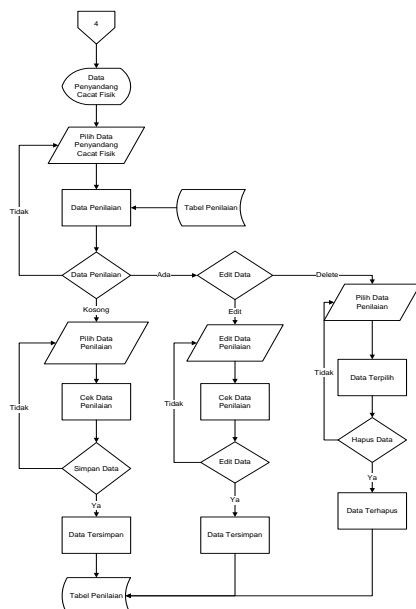 4
Data
Penyandang
Cacat Fisik
Pilih Data
Penyandang
Cacat Fisik
Data Penilaian
Tabel Penilaian
Tidak
Data Penilaian
Ada
Edit Data
Delete
Kosong
Edit
Pilih Data
Penilaian
Pilih Data
Penilaian
Edit Data
Penilaian
Tidak
Tidak
Tidak
Cek Data
Penilaian
Cek Data
Penilaian
Data Terpilih
Simpan Data
Edit Data
Hapus Data
Ya
Ya
Ya
Data Tersimpan
Data Tersimpan
Data Terhapus
Tabel Penilaian